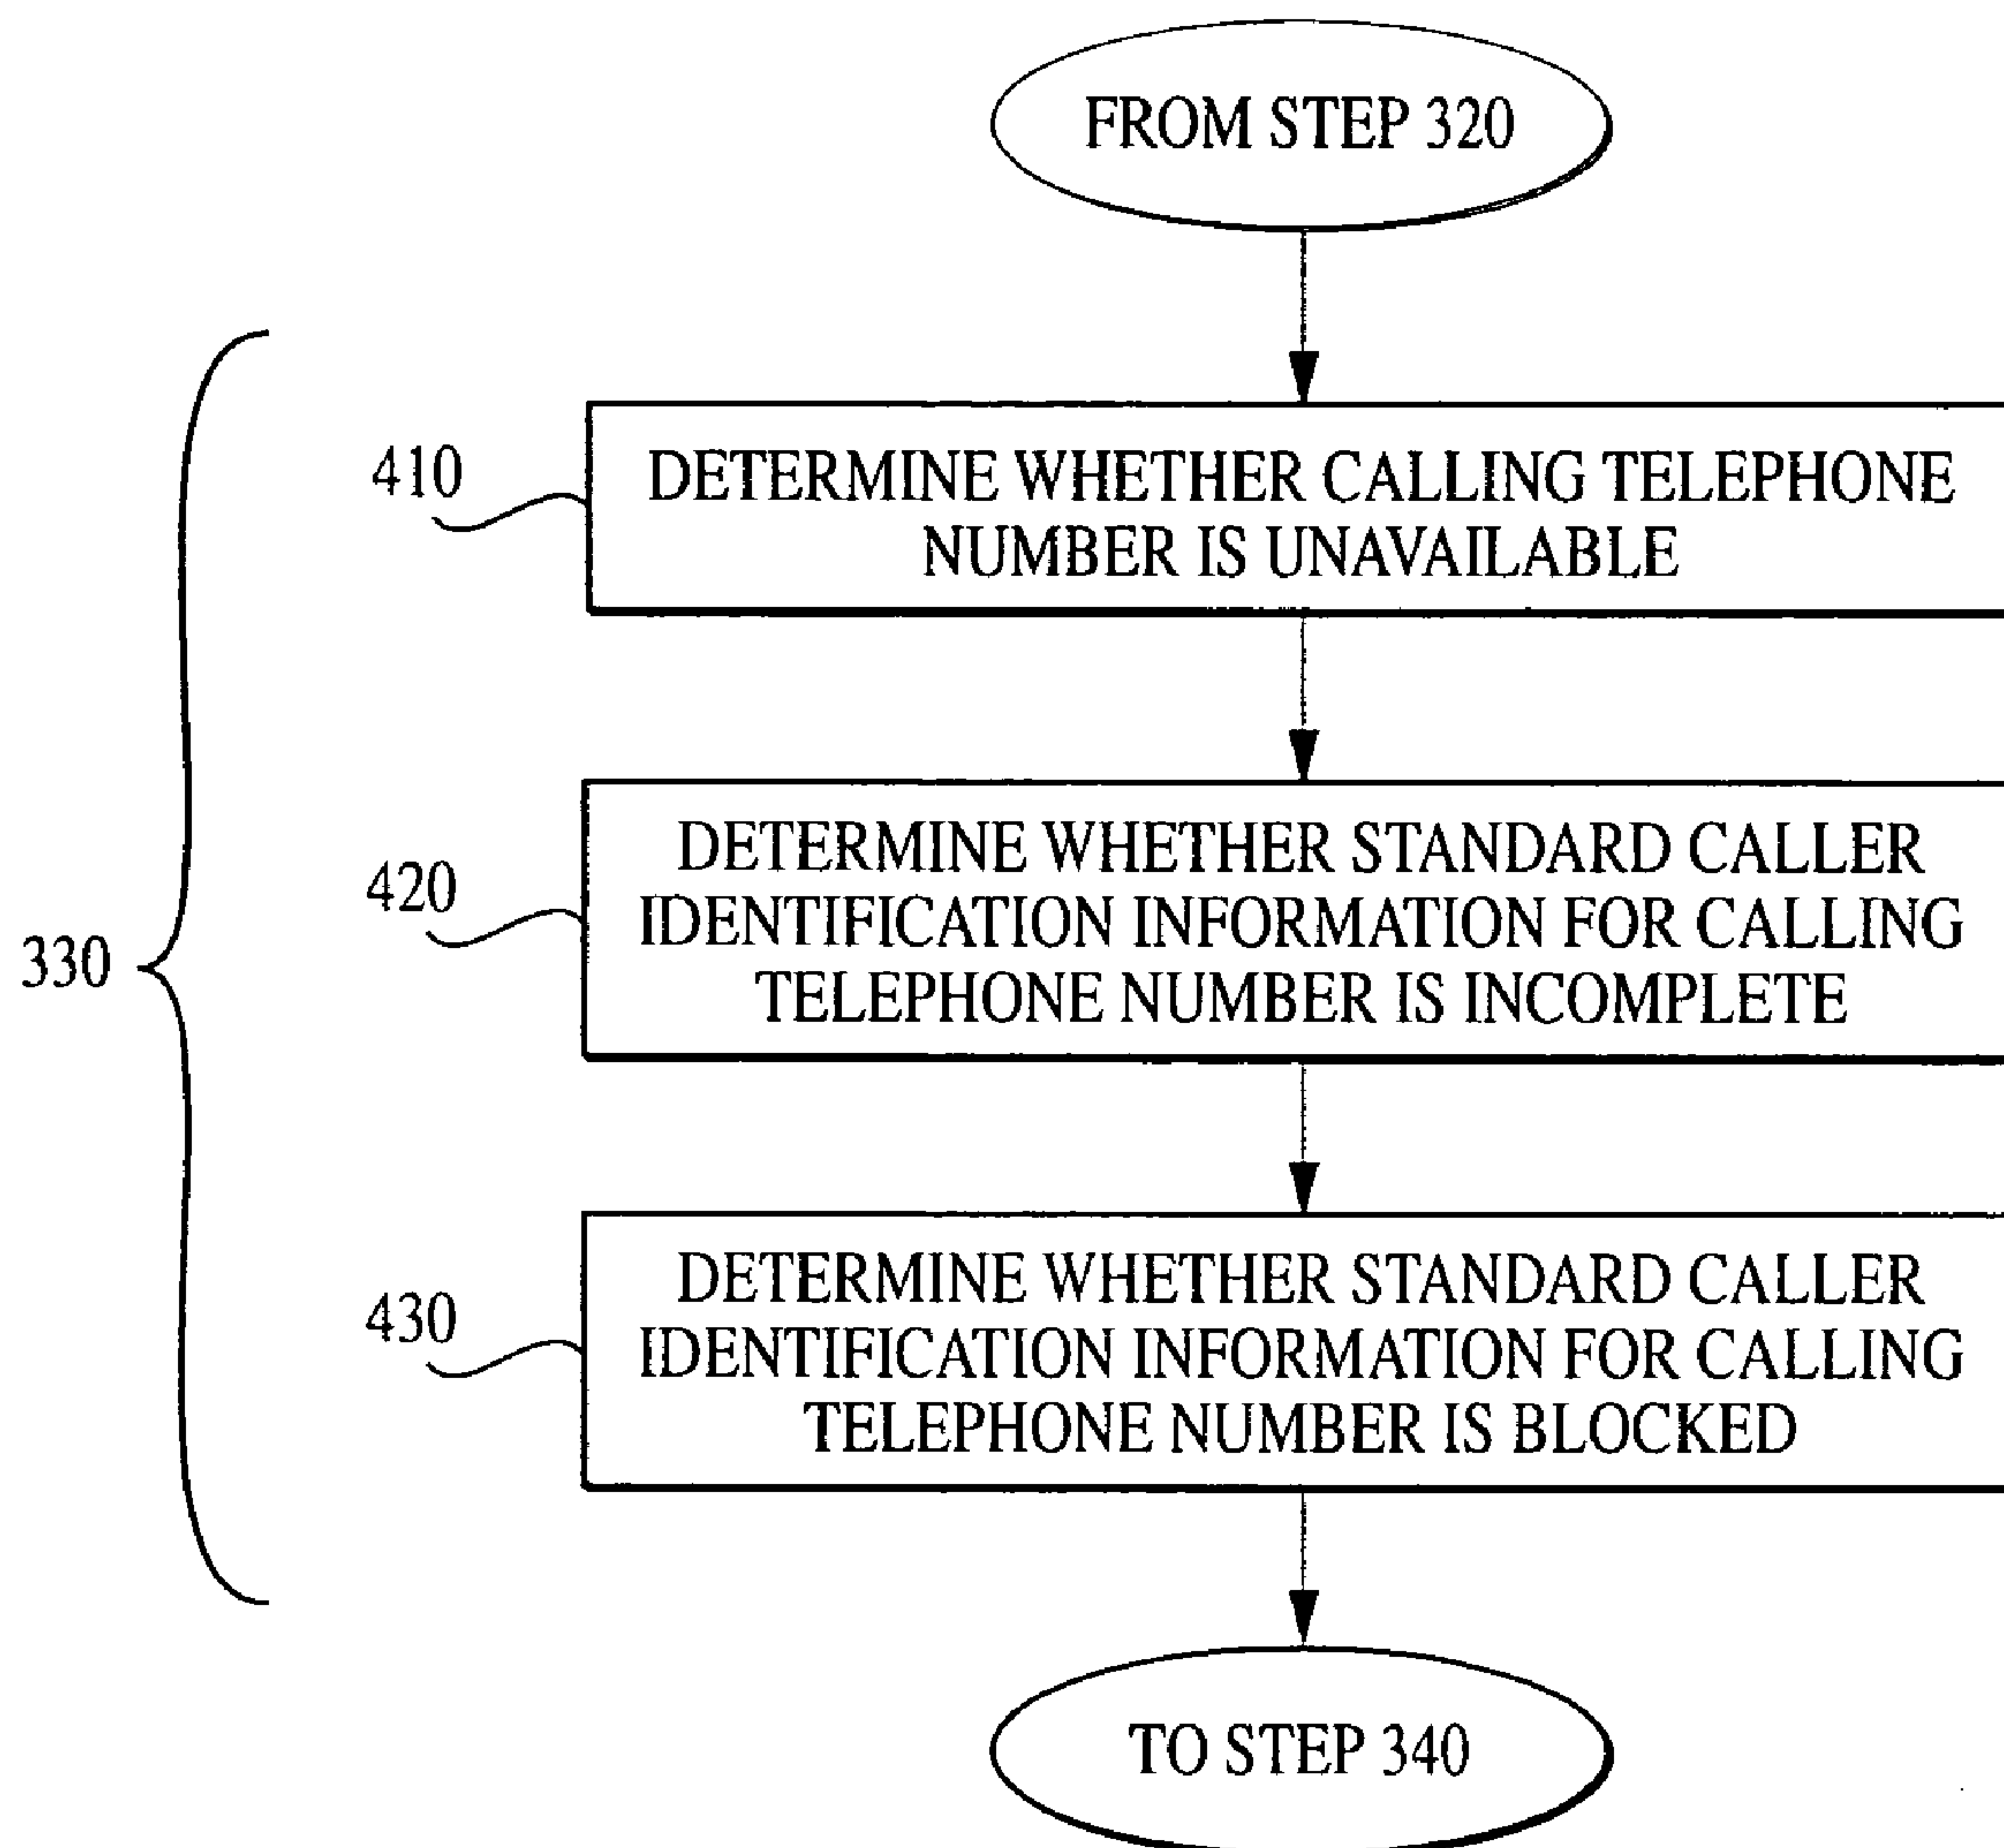 FROM STEP 320
410
DETERMINE WHETHER CALLING TELEPHONE
NUMBER IS UNAVAILABLE
420
DETERMINE WHETHER STANDARD CALLER
IDENTIFICATION INFORMATION FOR CALLING
TELEPHONE NUMBER IS INCOMPLETE
330
430
DETERMINE WHETHER STANDARD CALLER
IDENTIFICATION INFORMATION FOR CALLING
TELEPHONE NUMBER IS BLOCKED
TO STEP 340